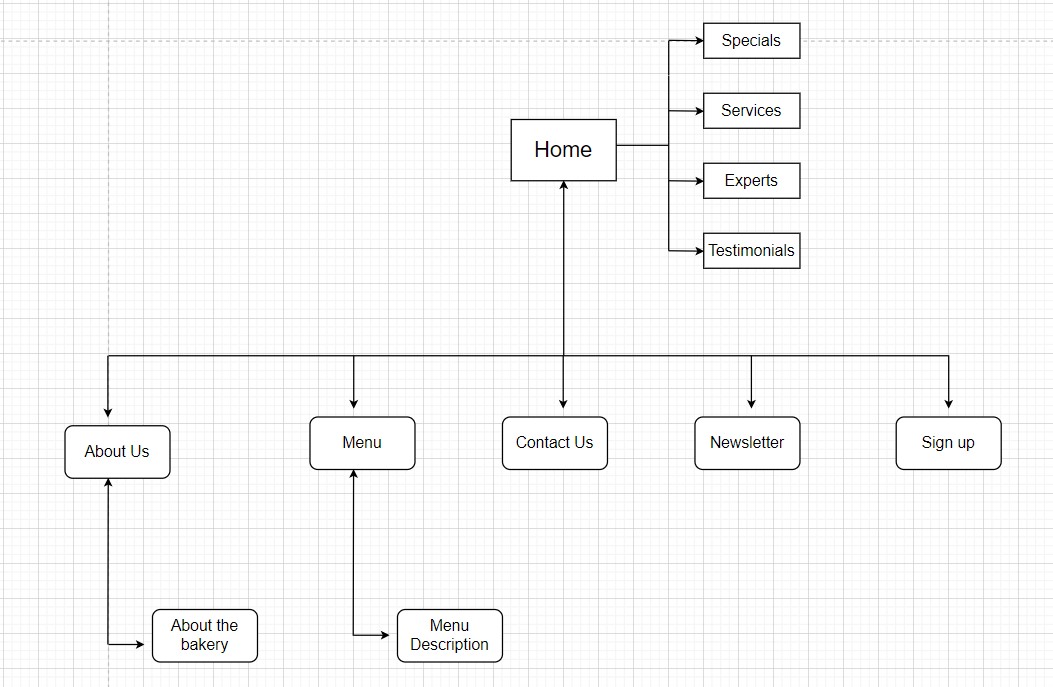 Specials
Services
Home
Experts
Testimonials
About Us
Menu
Contact Us
Newsletter
Sign up
About the
bakery
Menu
Description